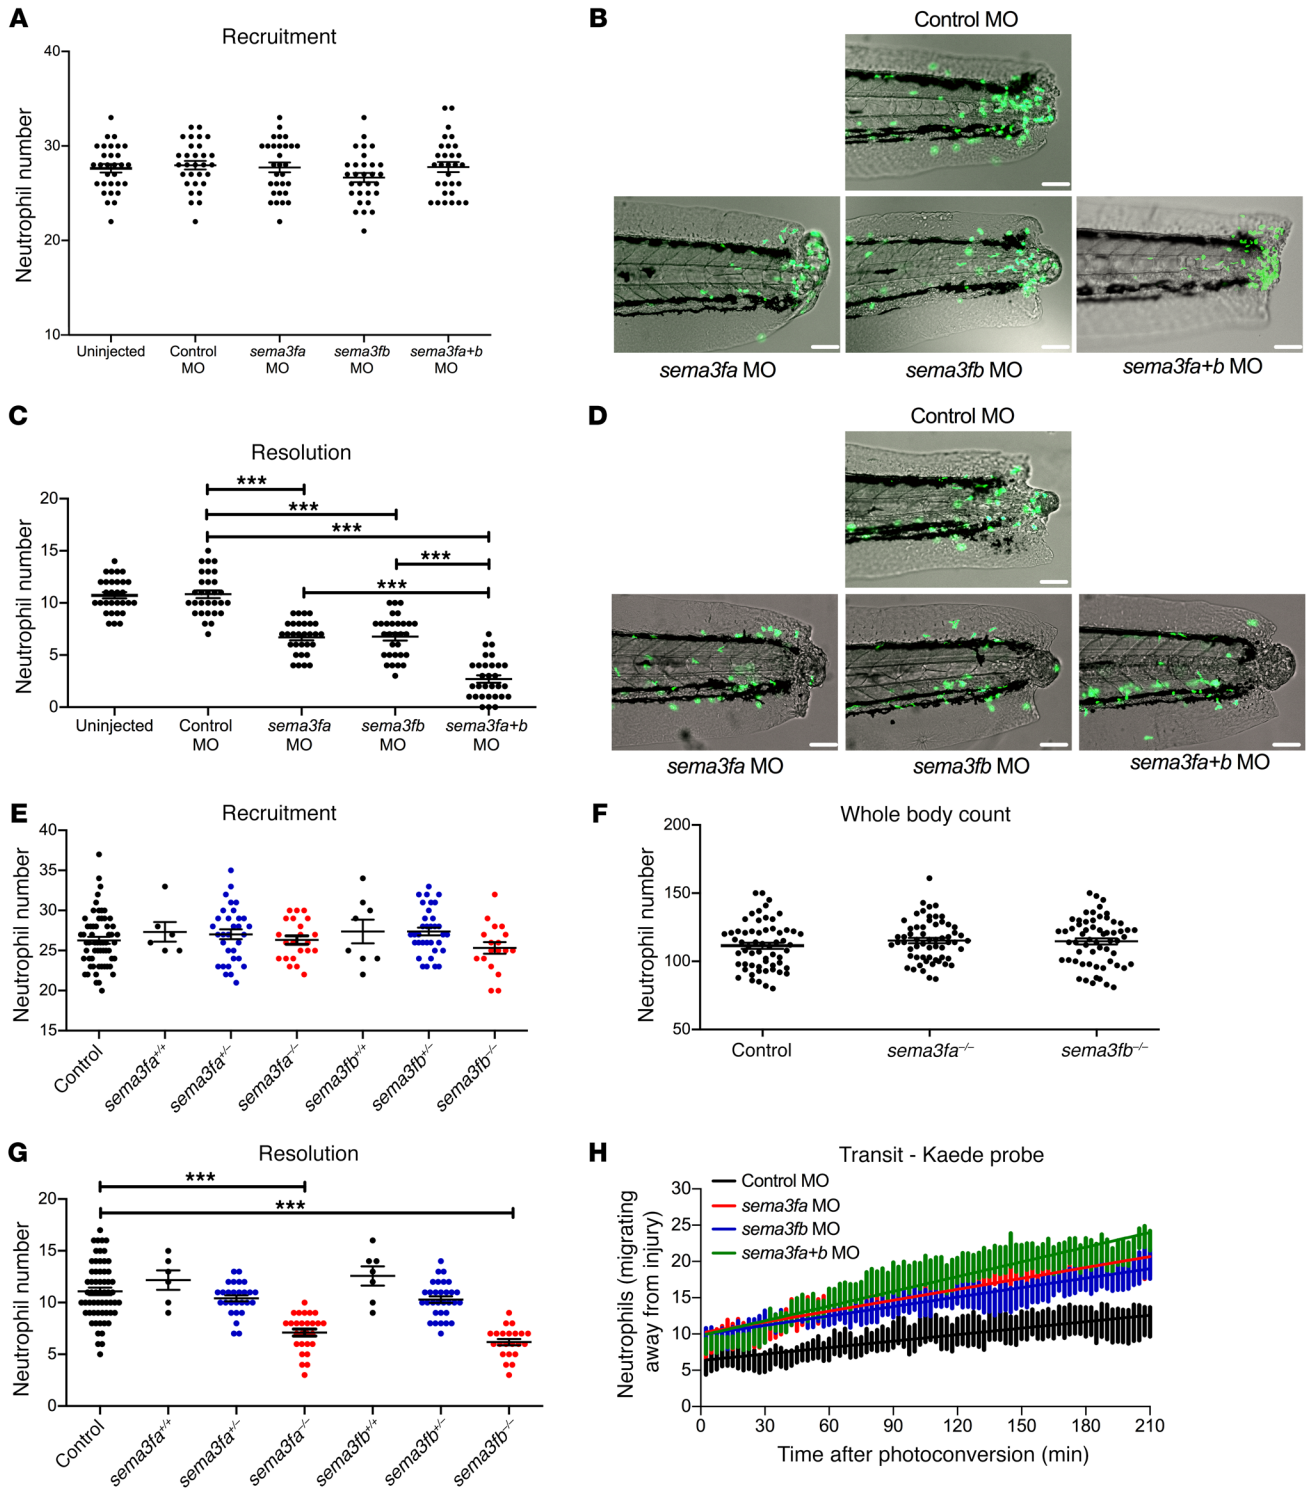 A
Recruitment
Neutrophil number
40
30
20
10
Uninjected
Control MO
sema3fa MO
sema3fb MO
sema3fa+b MO
B
Control MO
sema3fa MO
sema3fb MO
sema3fa+b MO
C
Resolution
Neutrophil number
***
***
***
***
***
20
15
10
5
0
Uninjected
Control MO
sema3fa MO
sema3fb MO
sema3fa+b MO
D
Control MO
sema3fa MO
sema3fb MO
sema3fa+b MO
E
Recruitment
Neutrophil number
40
35
30
25
20
15
Control
sema3fa+/+
sema3fa+/–
sema3fa–/–
sema3fb+/+
sema3fb+/–
sema3fb–/–
F
Whole body count
Neutrophil number
200
150
100
50
Control
sema3fa–/–
sema3fb–/–
G
Resolution
Neutrophil number
***
***
20
15
10
5
0
Control
sema3fa+/+
sema3fa+/–
sema3fa–/–
sema3fb+/+
sema3fb+/–
sema3fb–/–
H
Transit - Kaede probe
Neutrophils (migrating
away from injury)
Control MO
sema3fa MO
sema3fb MO
sema3fa+b MO
30
25
20
15
10
5
0
0 30 60 90 120 150 180 210
Time after photoconversion (min)